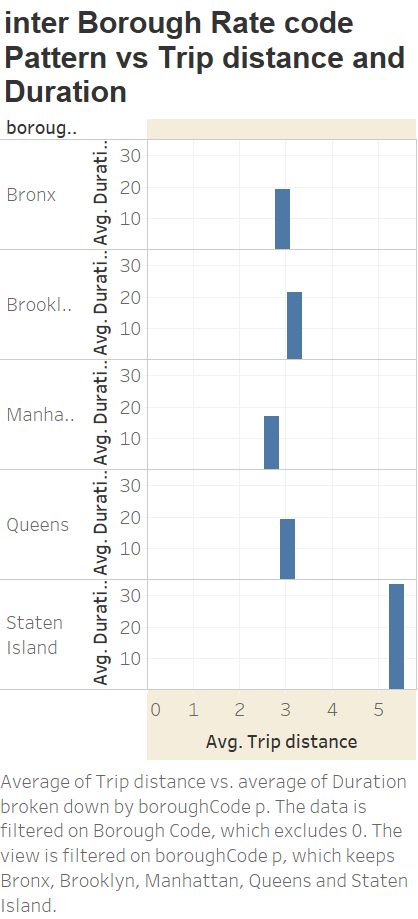 inter Borough Rate code
Pattern vs Trip distance and
Duration
boroug..
Bronx
Avg. Durati..
30
20
10
Brookl..
Avg. Durati..
30
20
10
Manha..
Avg. Durati..
30
20
10
Queens
Avg. Durati..
30
20
10
Staten
Island
Avg. Durati..
30
20
10
0 1 2 3 4 5
Avg. Trip distance
Average of Trip distance vs. average of Duration
broken down by boroughCode p. The data is
filtered on Borough Code, which excludes 0. The
view is filtered on boroughCode p, which keeps
Bronx, Brooklyn, Manhattan, Queens and Staten
Island.